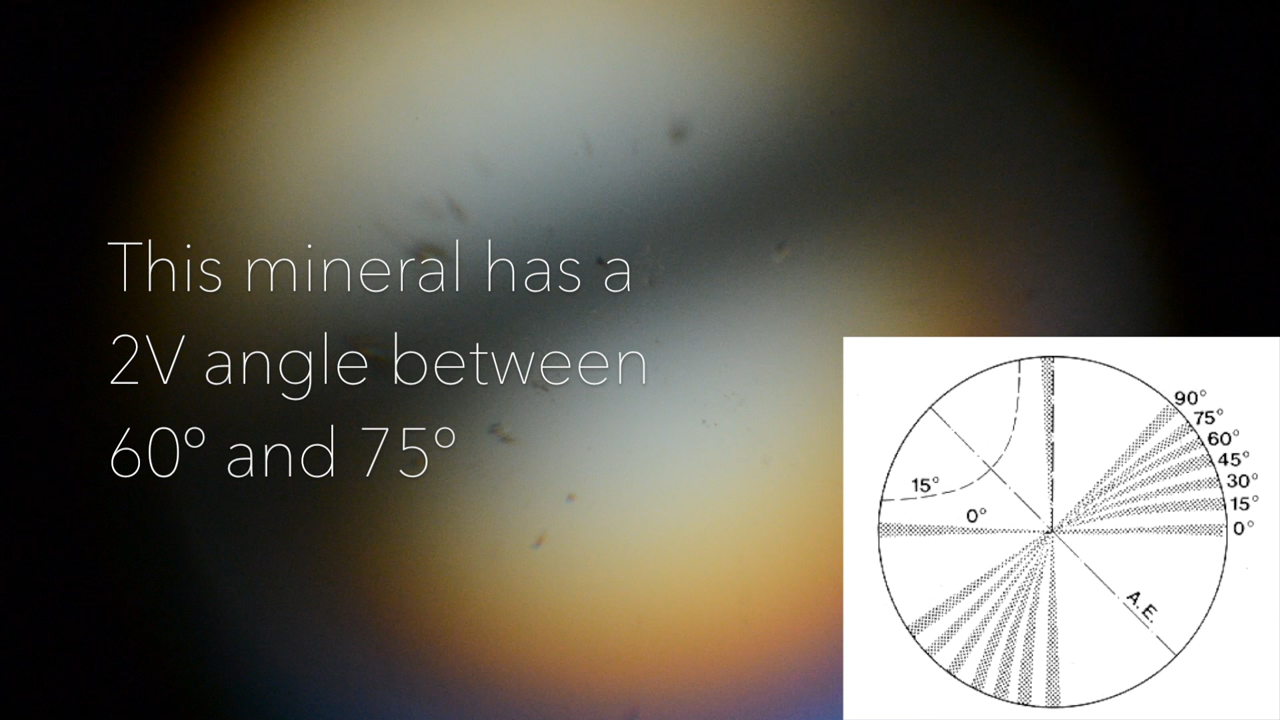 This mineral has a
2V angle between
60° and 75°
90°
75°
60°
45°
30°
15°
0°
15°
0°
A.E.